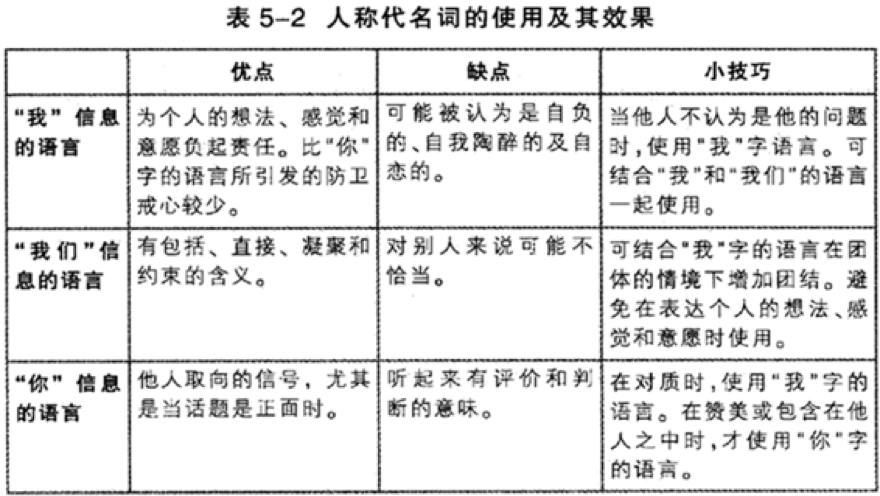 表 5-2 人称代名词的使用及其效果
优点
缺点
小技巧
“我”信息
的语言
为个人的想法、感觉和
意愿负起责任。比“你”
字的语言所引发的防卫
戒心较少。
可能被认为是自负
的、自我陶醉的及自
恋的。
当他人不认为是他的问题
时,使用“我”字语言。可
结合“我”和“我们”的语言
一起使用。
“我们”信
息的语言
有包括、直接、凝聚和
约束的含义。
对别人来说可能不
恰当。
可结合“我”字的语言在团
体的情境下增加团结。避
免在表达个人的想法、感
觉和意愿时使用。
“你”信息
的语言
他人取向的信号，尤其
是当话题是正面时。
听起来有评价和判
断的意味。
在对质时,使用“我”字的
语言。在赞美或包含在他
人之中时,才使用“你”字
的语言。